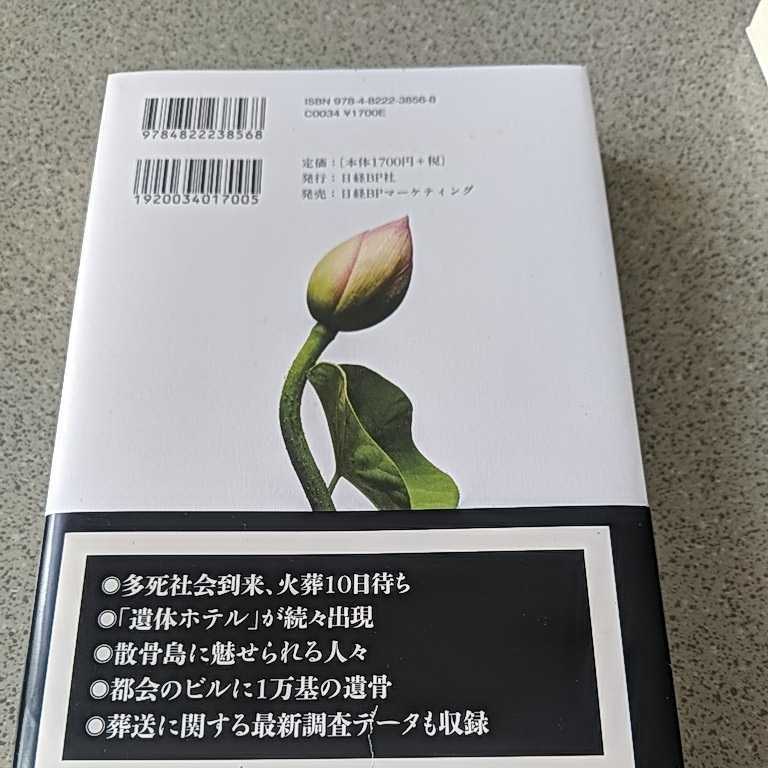 ISBN 978-4-8222-3856-8
C0034 ¥1700E
9784822238568
定価：[本体1700円＋税]
発行：日経BP社
発売：日経BPマーケティング
1920034017005
◉多死社会到来、火葬10日待ち
◉「遺体ホテル」が続々出現
◉散骨島に魅せられる人々
◉都会のビルに1万基の遺骨
◉葬送に関する最新調査データも収録